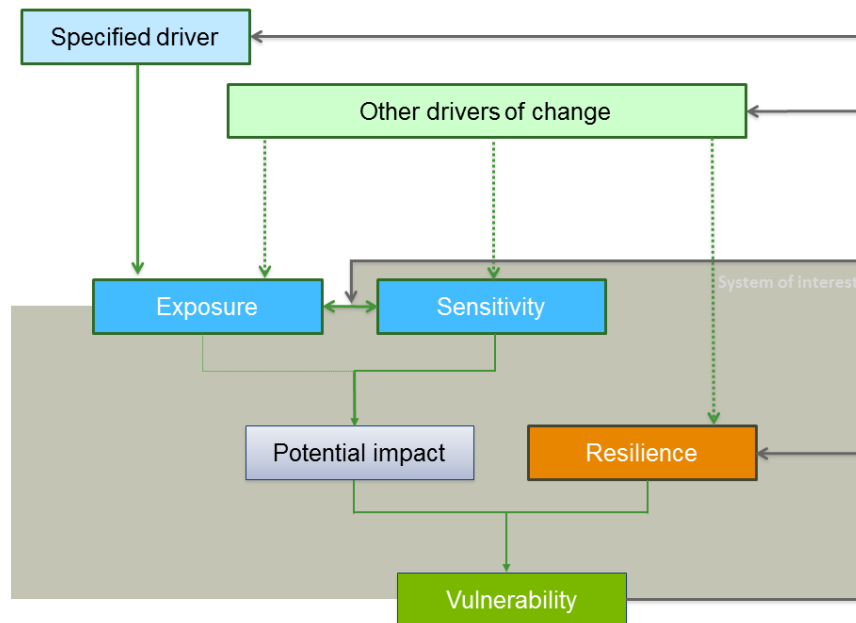 Specified driver
Other drivers of change
System of interest
Exposure
Sensitivity
Potential impact
Resilience
Vulnerability